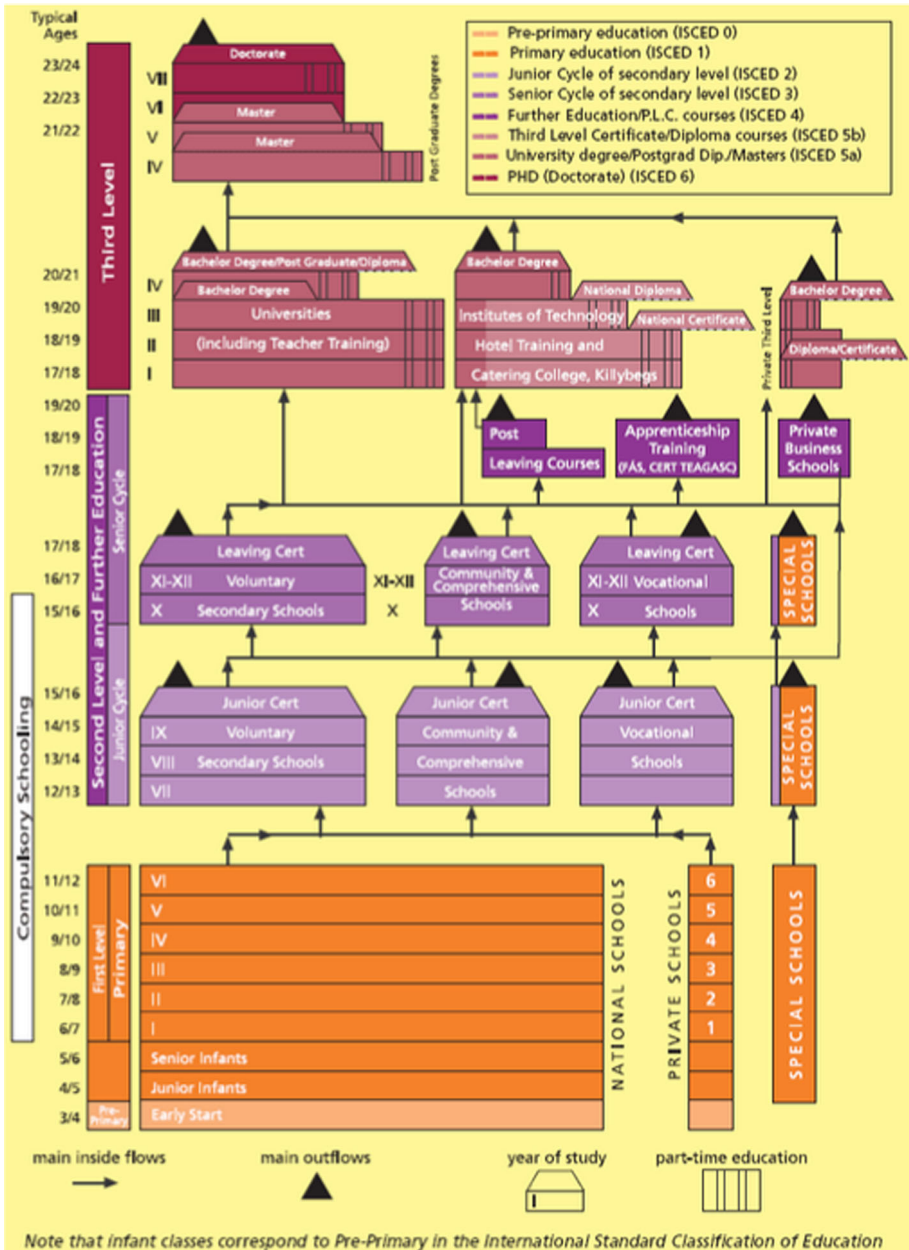 Typical
Ages
23/24
22/23
21/22
20/21
19/20
18/19
17/18
19/20
18/19
17/18
17/18
16/17
15/16
15/16
14/15
13/14
12/13
11/12
10/11
9/10
8/9
7/8
6/7
5/6
4/5
3/4
Third Level
Second Level and Further Education
Senior Cycle
Junior Cycle
Compulsory Schooling
First Level
Primary
Pre-
Primary
Pre-primary education (ISCED 0)
Primary education (ISCED 1)
Junior Cycle of secondary level (ISCED 2)
Senior Cycle of secondary level (ISCED 3)
Further Education/P.L.C. courses (ISCED 4)
Third Level Certificate/Diploma courses (ISCED 5b)
University degree/Postgrad Dip./Masters (ISCED 5a)
PHD (Doctorate) (ISCED 6)
Doctorate
VIII
VII
Master
V
Master
IV
Post Graduate Degrees
Bachelor Degree/Post Graduate/Diploma
IV
Bachelor Degree
III
Universities
II
(including Teacher Training)
I
Bachelor Degree
National Diploma
Institutes of Technology
National Certificate
Hotel Training and
Catering College, Killybegs
Private Third Level
Bachelor Degree
Diploma/Certificate
Post
Leaving Courses
Apprenticeship
Training
(FÁS, CERT TEAGASC)
Private
Business
Schools
Leaving Cert
XI-XII Voluntary
X Secondary Schools
XI-XII
X
Leaving Cert
Community &
Comprehensive
Schools
Leaving Cert
XI-XII Vocational
X Schools
SPECIAL
SCHOOLS
Junior Cert
IX Voluntary
VIII Secondary Schools
VII
Junior Cert
Community &
Comprehensive
Schools
Junior Cert
Vocational
Schools
SPECIAL
SCHOOLS
VI
V
IV
III
II
I
Senior Infants
Junior Infants
Early Start
NATIONAL SCHOOLS
PRIVATE SCHOOLS
6
5
4
3
2
1
SPECIAL SCHOOLS
main inside flows
main outflows
year of study
I
part-time education
Note that infant classes correspond to Pre-Primary in the International Standard Classification of Education